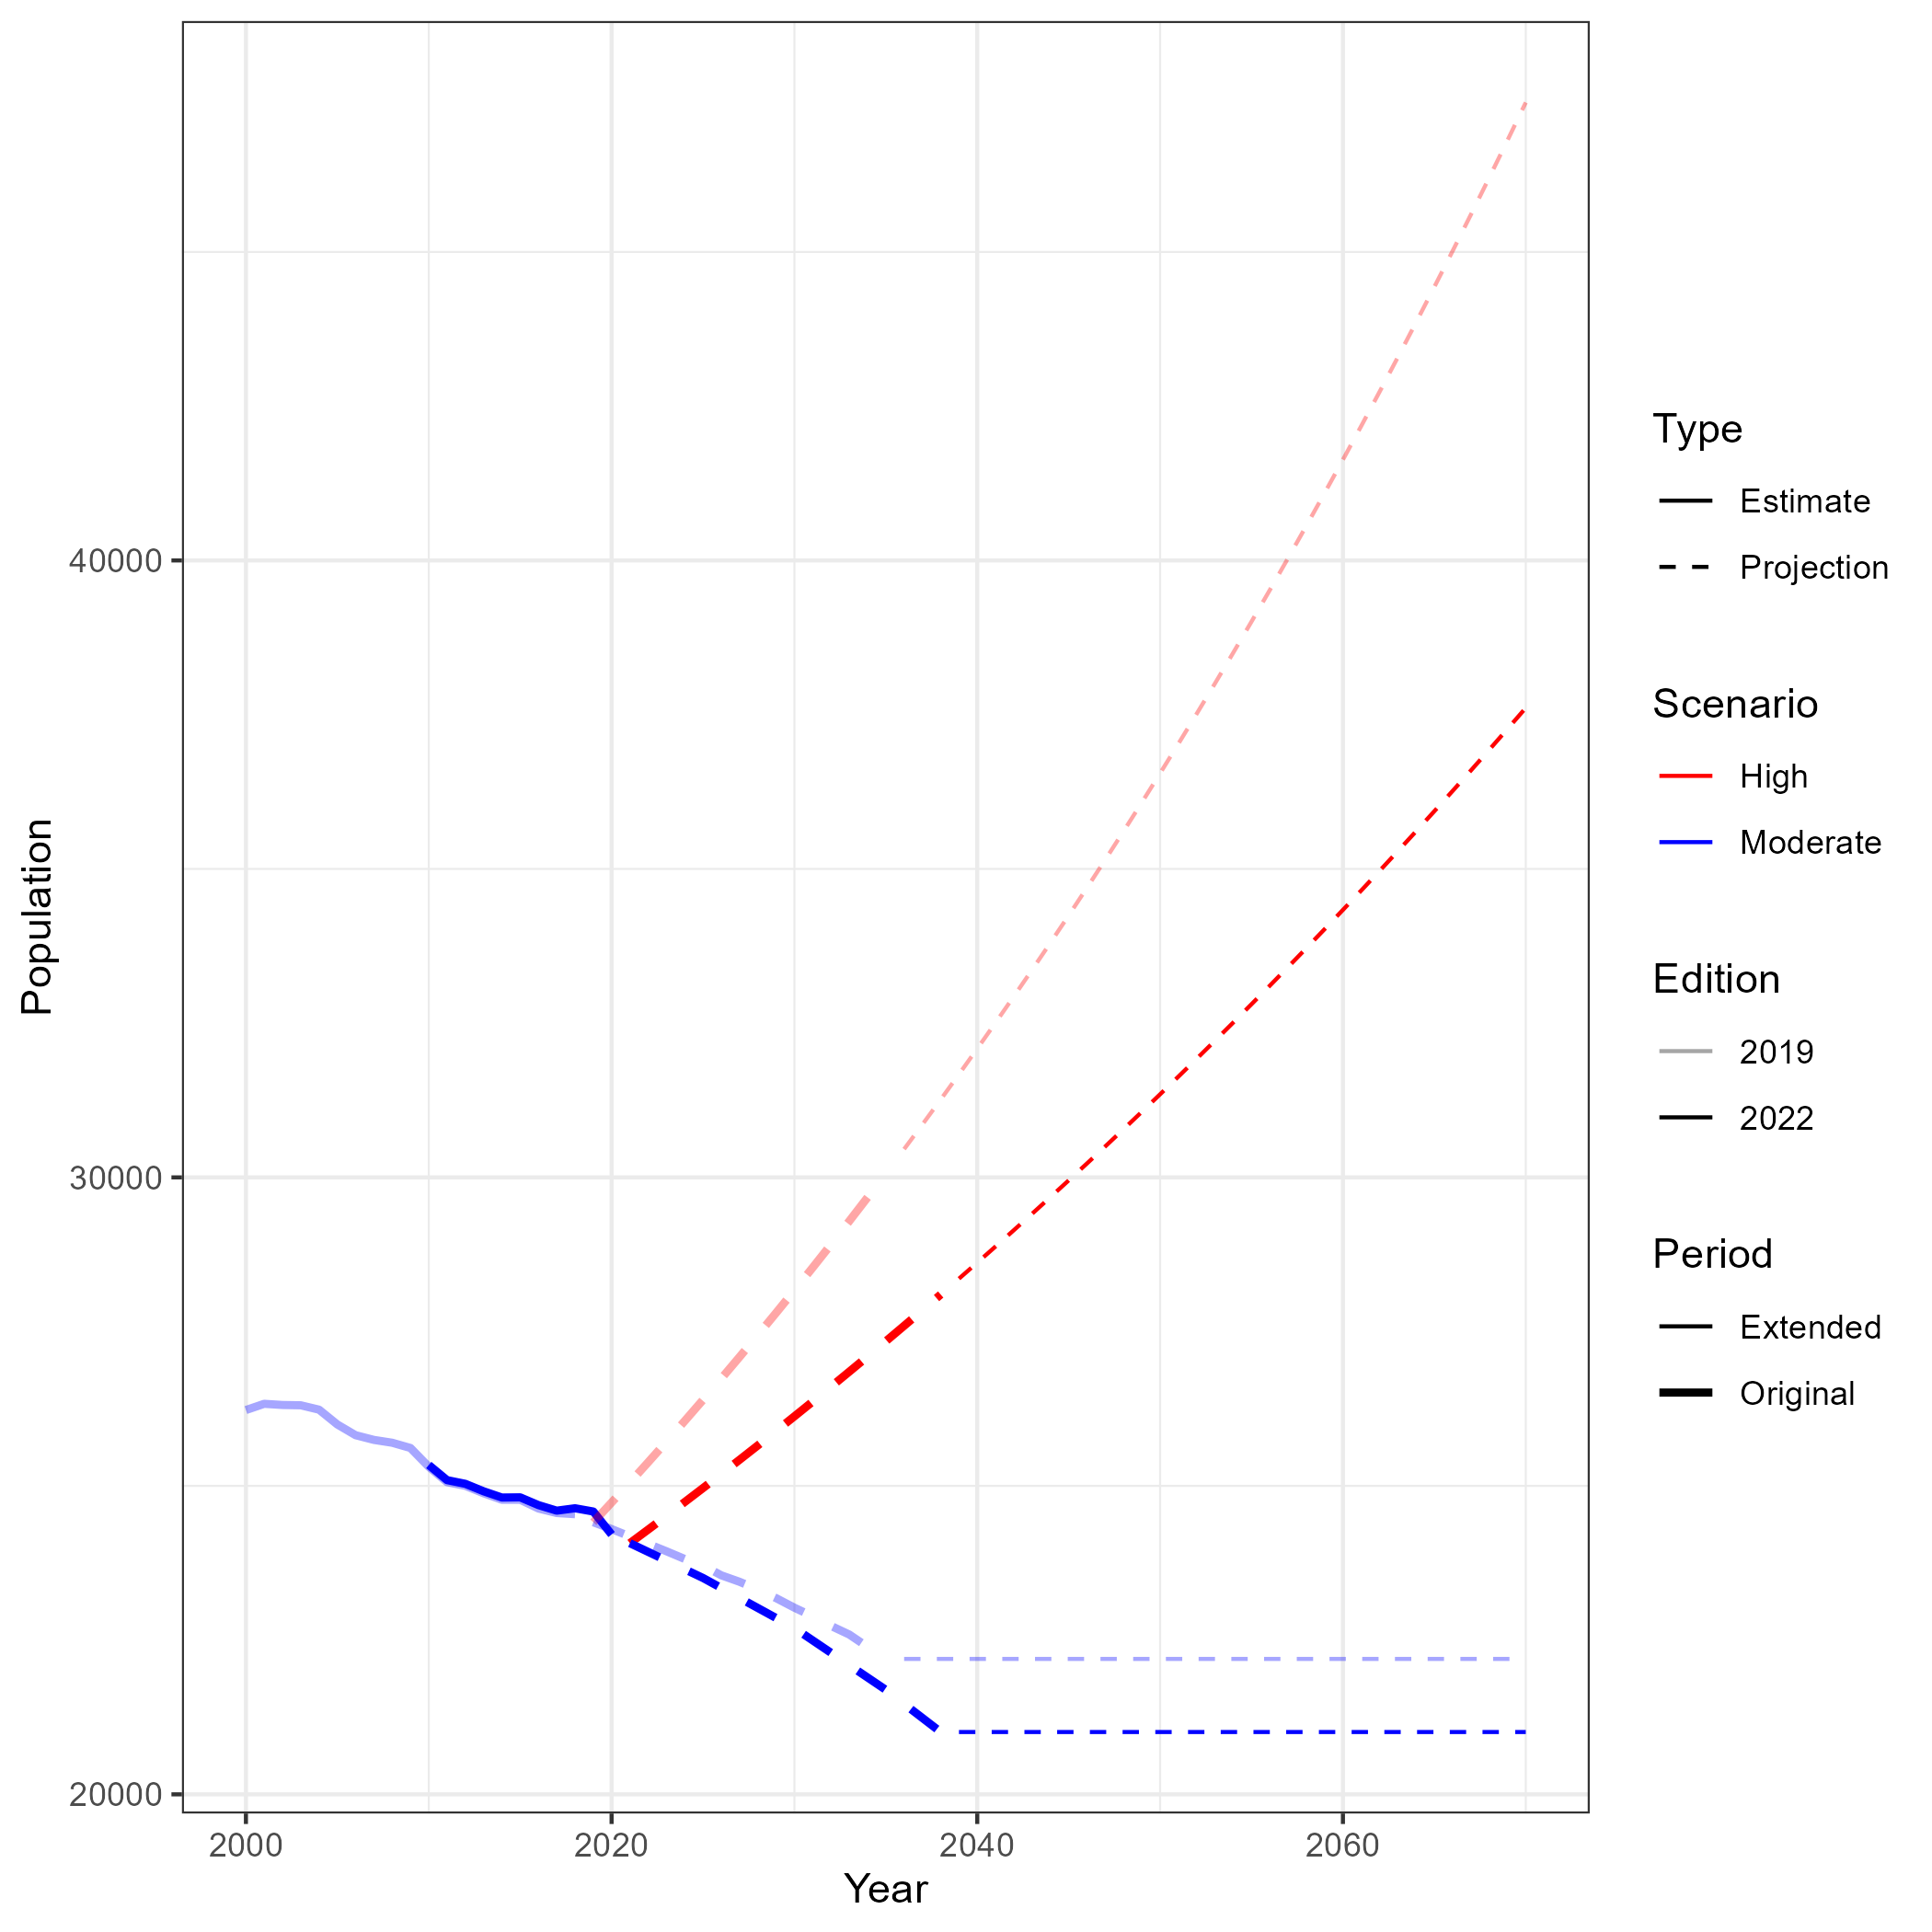 Population
40000
30000
20000
2000
2020
2040
2060
Year
Type
Estimate
Projection
Scenario
High
Moderate
Edition
2019
2022
Period
Extended
Original